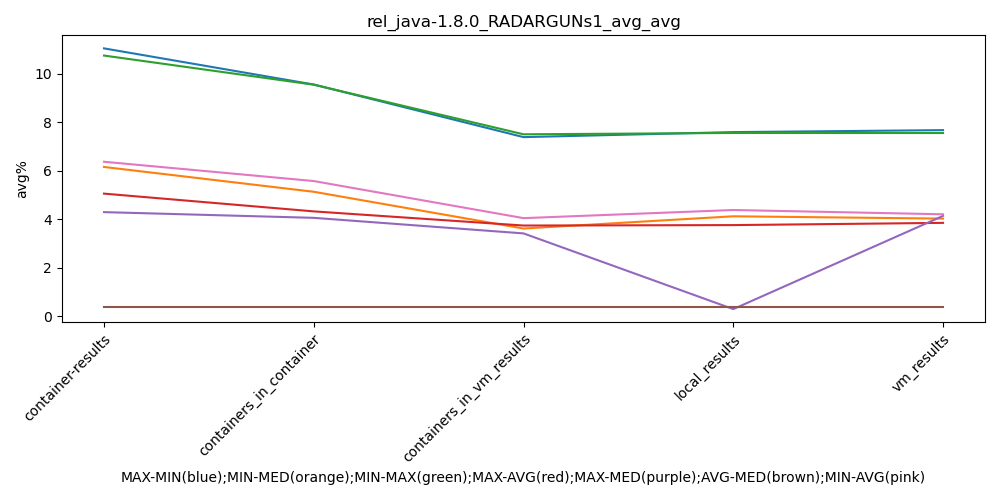 rel_java-1.8.0_RADARGUNs1_avg_avg
avg%
10
8
6
4
2
0
container-results
containers_in_container
containers_in_vm_results
local_results
vm_results
MAX-MIN(blue);MIN-MED(orange);MIN-MAX(green);MAX-AVG(red);MAX-MED(purple);AVG-MED(brown);MIN-AVG(pink)